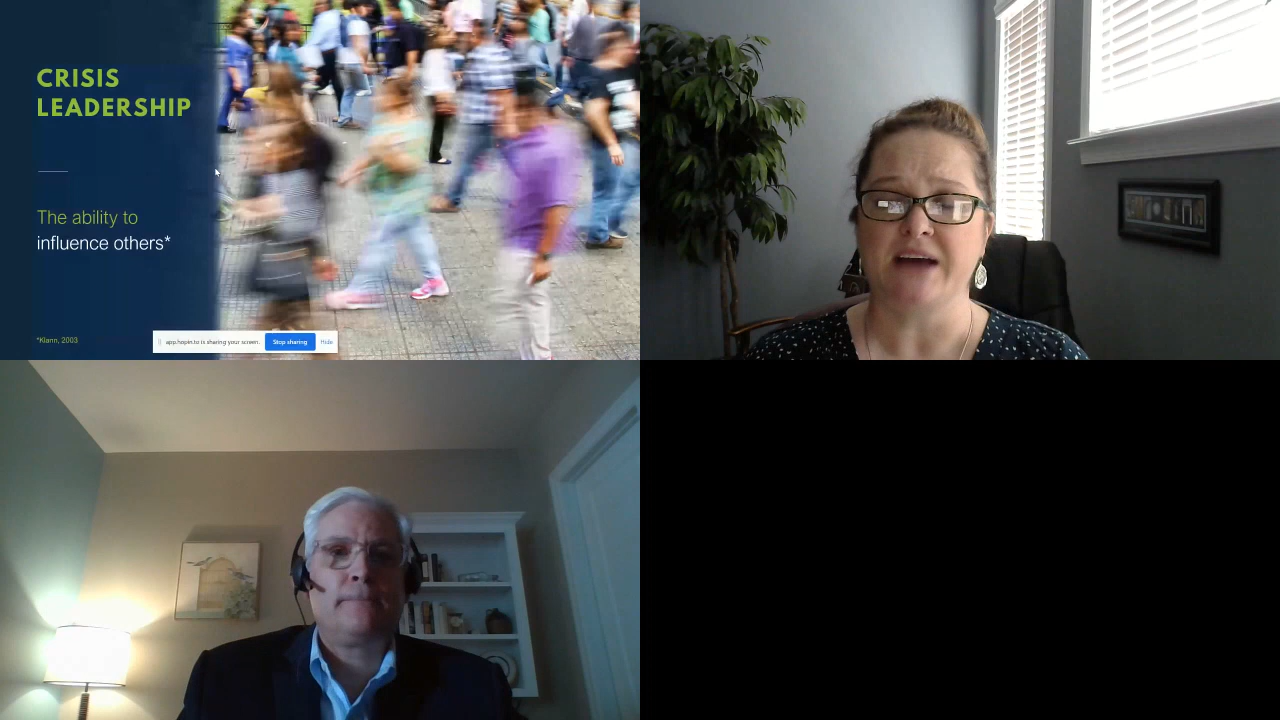 CRISIS
LEADERSHIP
The ability to
influence others*
*Klann, 2003
app.hopin.to is sharing your screen.
Stop sharing
Hide